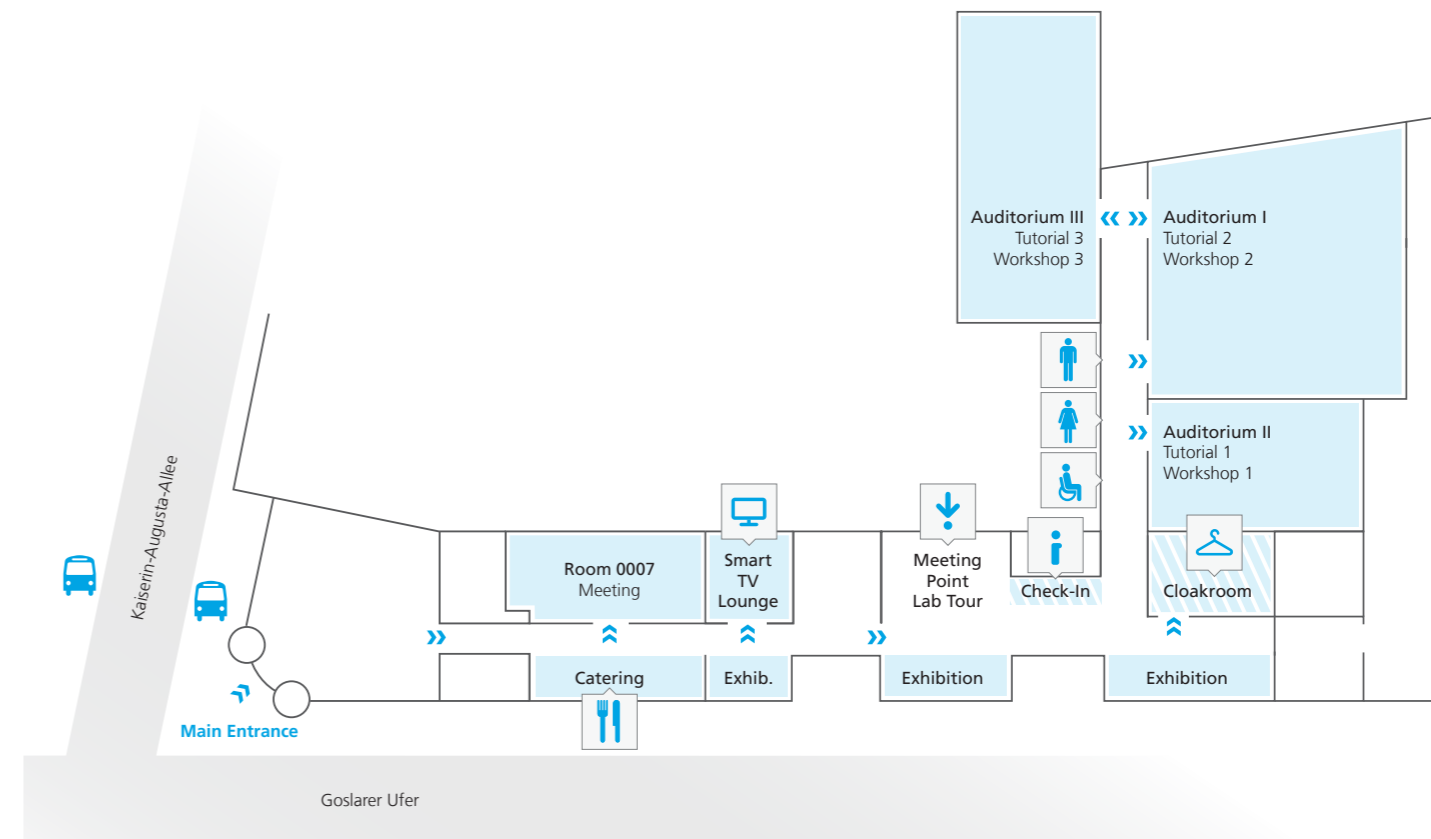 Auditorium III
Tutorial 3
Workshop 3
Auditorium I
Tutorial 2
Workshop 2
Auditorium II
Tutorial 1
Workshop 1
Kaiserin-Augusta-Allee
Room 0007
Meeting
Smart
TV
Lounge
Meeting
Point
Lab Tour
Check-In
Cloakroom
Catering
Exhib.
Exhibition
Exhibition
Main Entrance
Goslarer Ufer